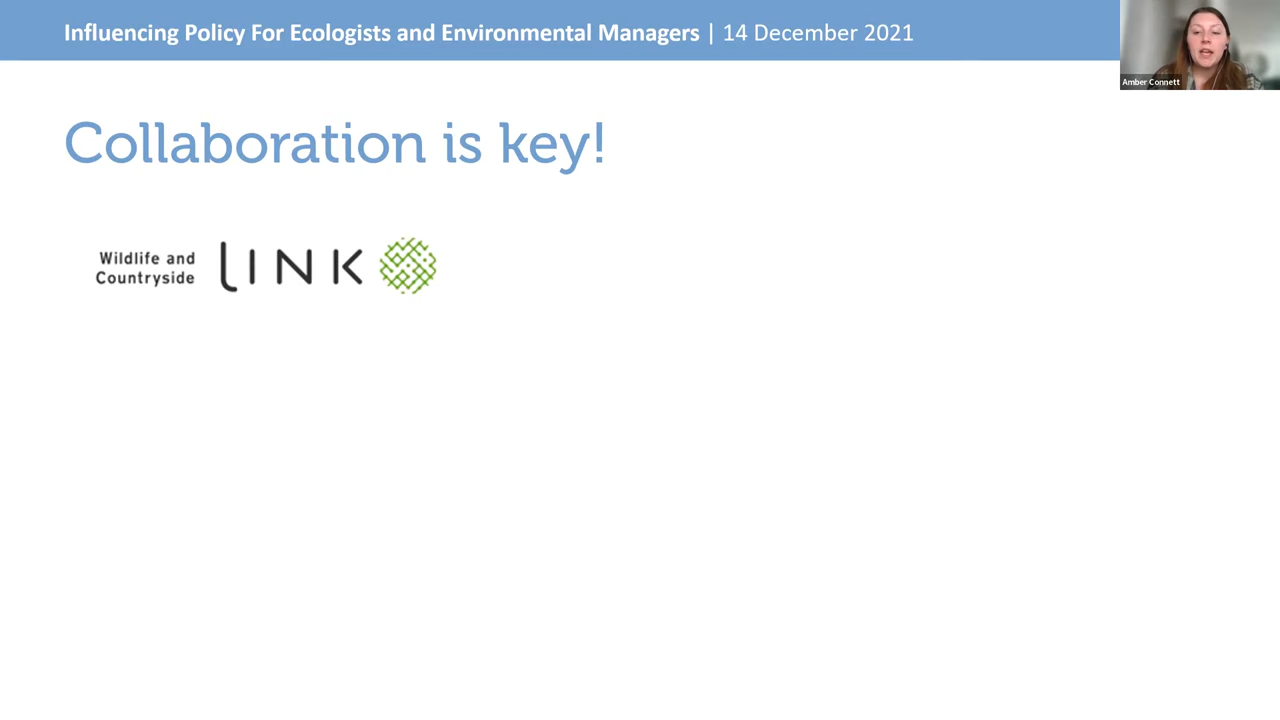 Influencing Policy For Ecologists and Environmental Managers | 14 December 2021
Amber Connett
Collaboration is key!
Wildlife and
Countryside
LINK